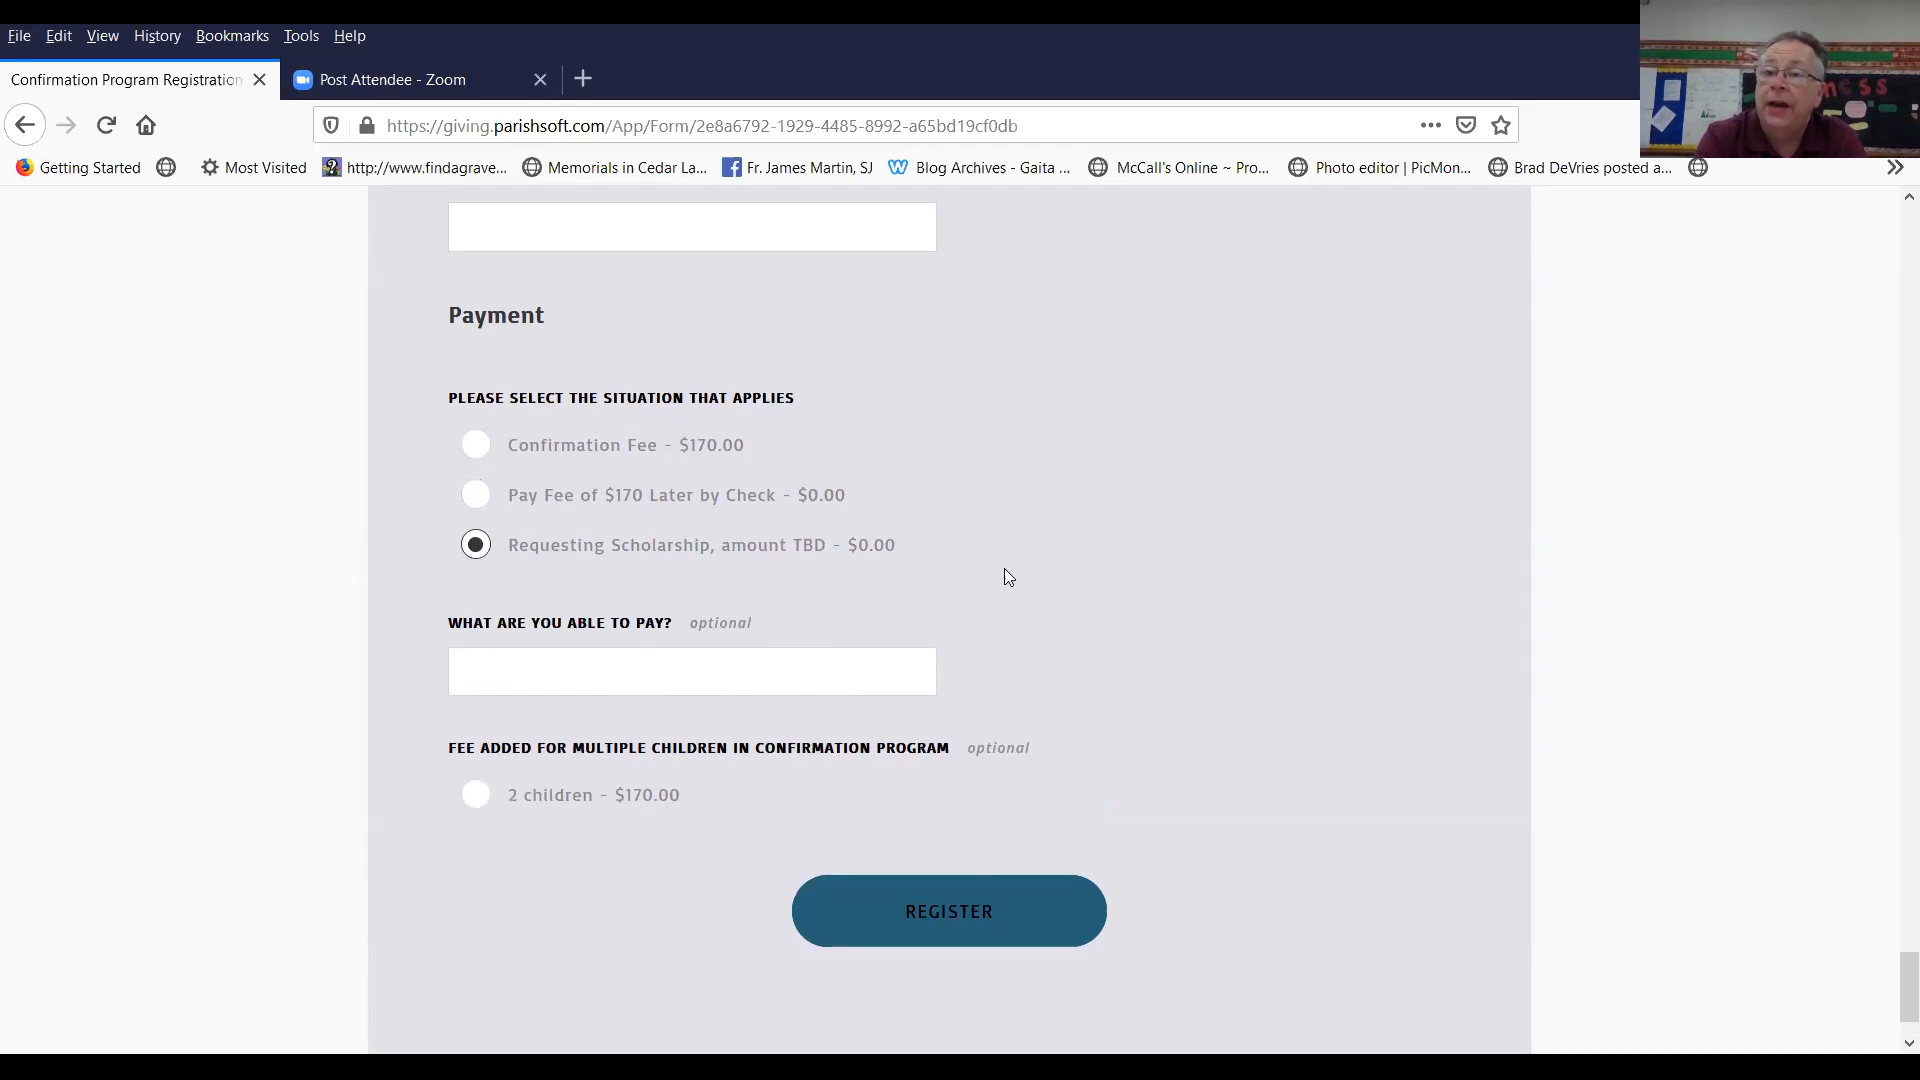 File Edit View History Bookmarks Tools Help
Confirmation Program Registration
Post Attendee - Zoom
https://giving.parishsoft.com/App/Form/2e8a6792-1929-4485-8992-a65bd19cf0db
Getting Started
Most Visited
http://www.findagrave...
Memorials in Cedar La...
Fr. James Martin, SJ
Blog Archives - Gaita ...
McCall's Online ~ Pro...
Photo editor | PicMon...
Brad DeVries posted a...
Payment
PLEASE SELECT THE SITUATION THAT APPLIES
Confirmation Fee - $170.00
Pay Fee of $170 Later by Check - $0.00
Requesting Scholarship, amount TBD - $0.00
WHAT ARE YOU ABLE TO PAY? optional
FEE ADDED FOR MULTIPLE CHILDREN IN CONFIRMATION PROGRAM optional
2 children - $170.00
REGISTER